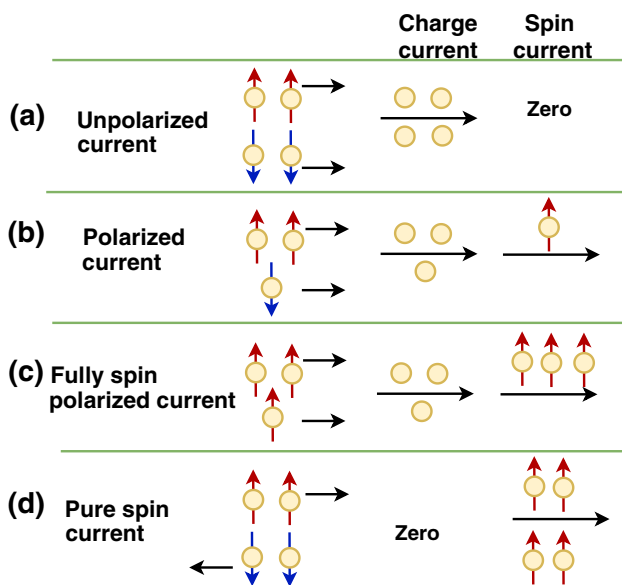 Charge current
Spin current
(a)
Unpolarized
current
Zero
(b)
Polarized
current
(c)
Fully spin
polarized current
(d)
Pure spin
current
Zero